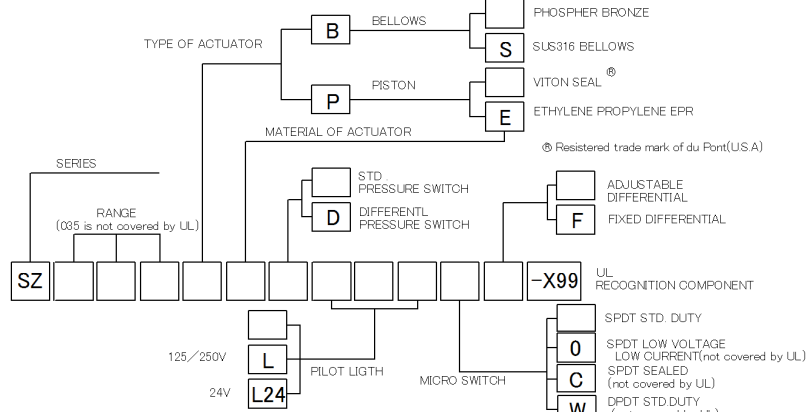 PHOSPHER BRONZE
BELLOWS
B
TYPE OF ACTUATOR
S
SUS316 BELLOWS
VITON SEAL ®
PISTON
P
E
ETHYLENE PROPYLENE EPR
MATERIAL OF ACTUATOR
® Resistered trade mark of du Pont(U.S.A)
SERIES
STD.
PRESSURE SWITCH
ADJUSTABLE
DIFFERENTIAL
RANGE
(035 is not covered by UL)
D
DIFFERENTL
PRESSURE SWITCH
F
FIXED DIFFERENTIAL
SZ
-X99
UL
RECOGNITION COMPONENT
SPDT STD. DUTY
125/250V
L
PILOT LIGTH
24V
L24
MICRO SWITCH
0
SPDT LOW VOLTAGE
LOW CURRENT(not covered by UL)
C
SPDT SEALED
(not covered by UL)
W
DPDT STD.DUTY